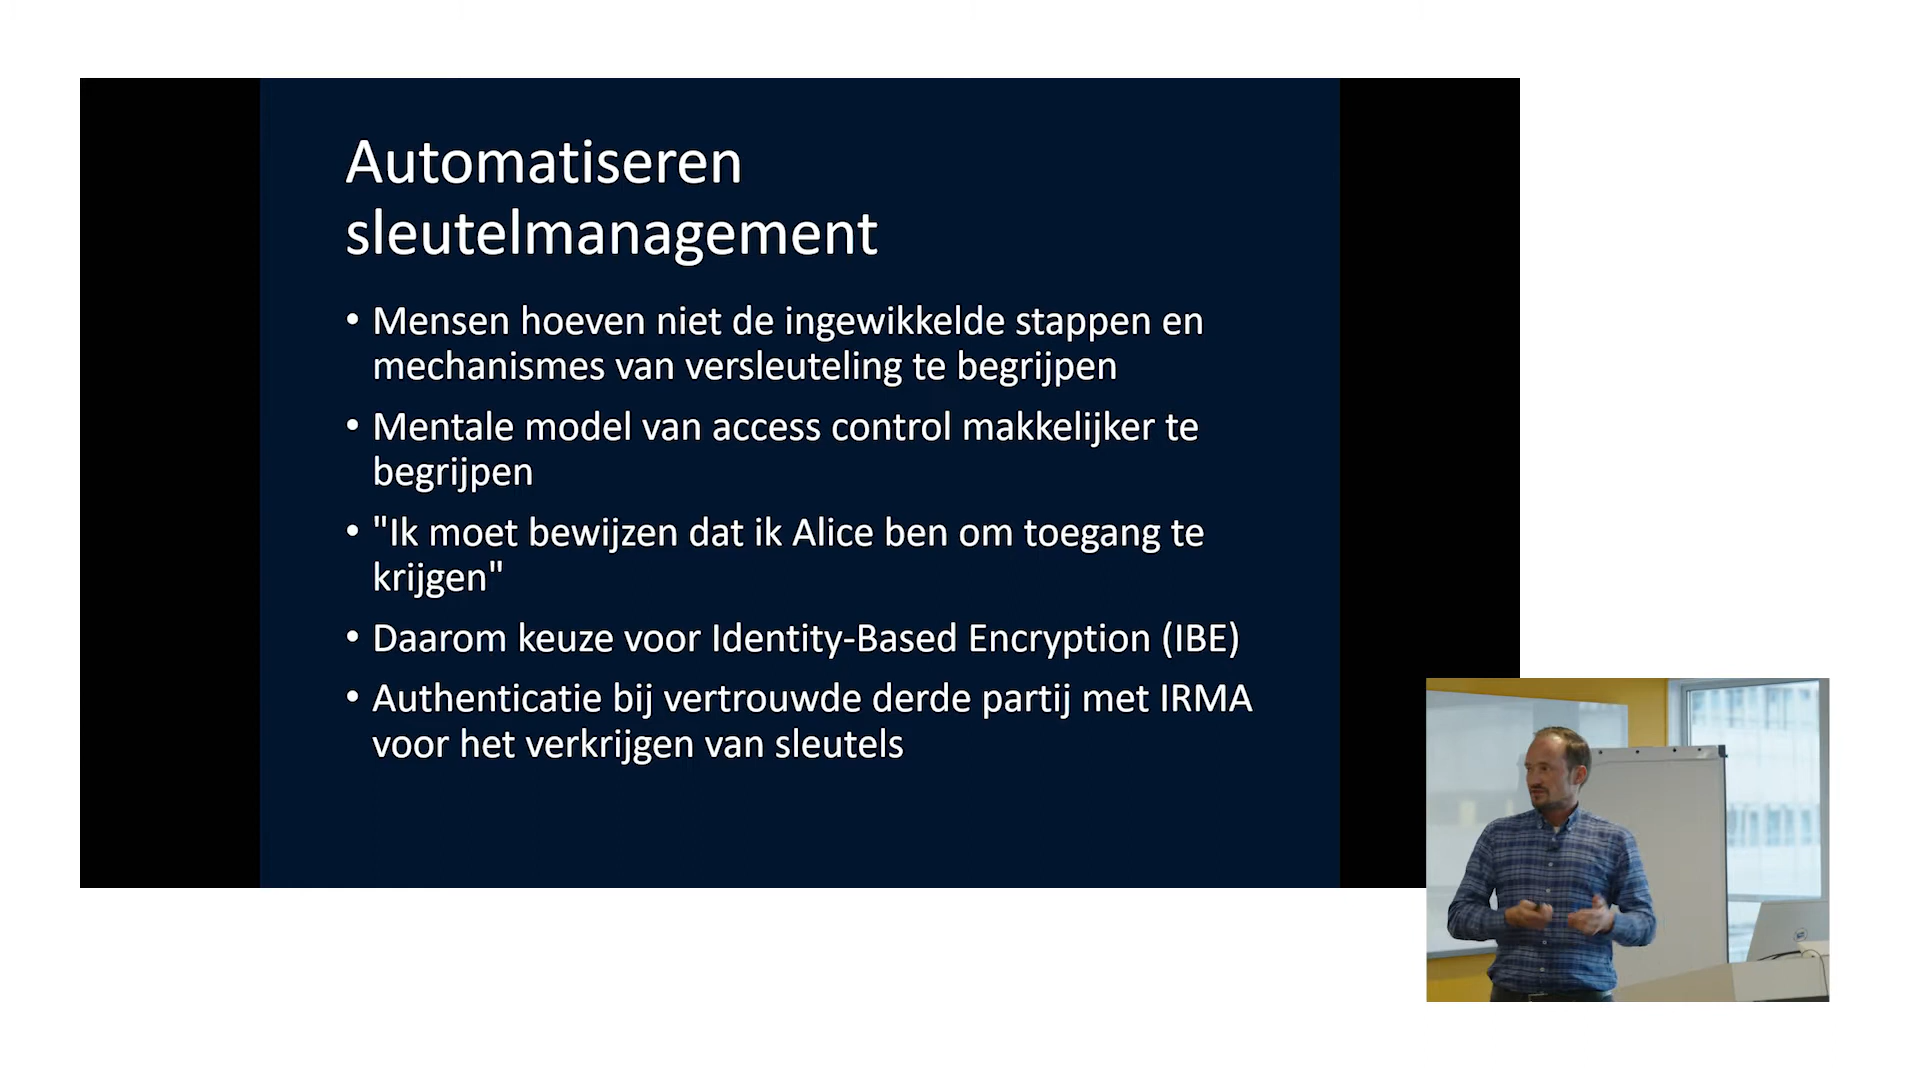 Automatiseren
sleutelmanagement
• Mensen hoeven niet de ingewikkelde stappen en
mechanismes van versleuteling te begrijpen
• Mentale model van access control makkelijker te
begrijpen
• "Ik moet bewijzen dat ik Alice ben om toegang te
krijgen"
• Daarom keuze voor Identity-Based Encryption (IBE)
• Authenticatie bij vertrouwde derde partij met IRMA
voor het verkrijgen van sleutels